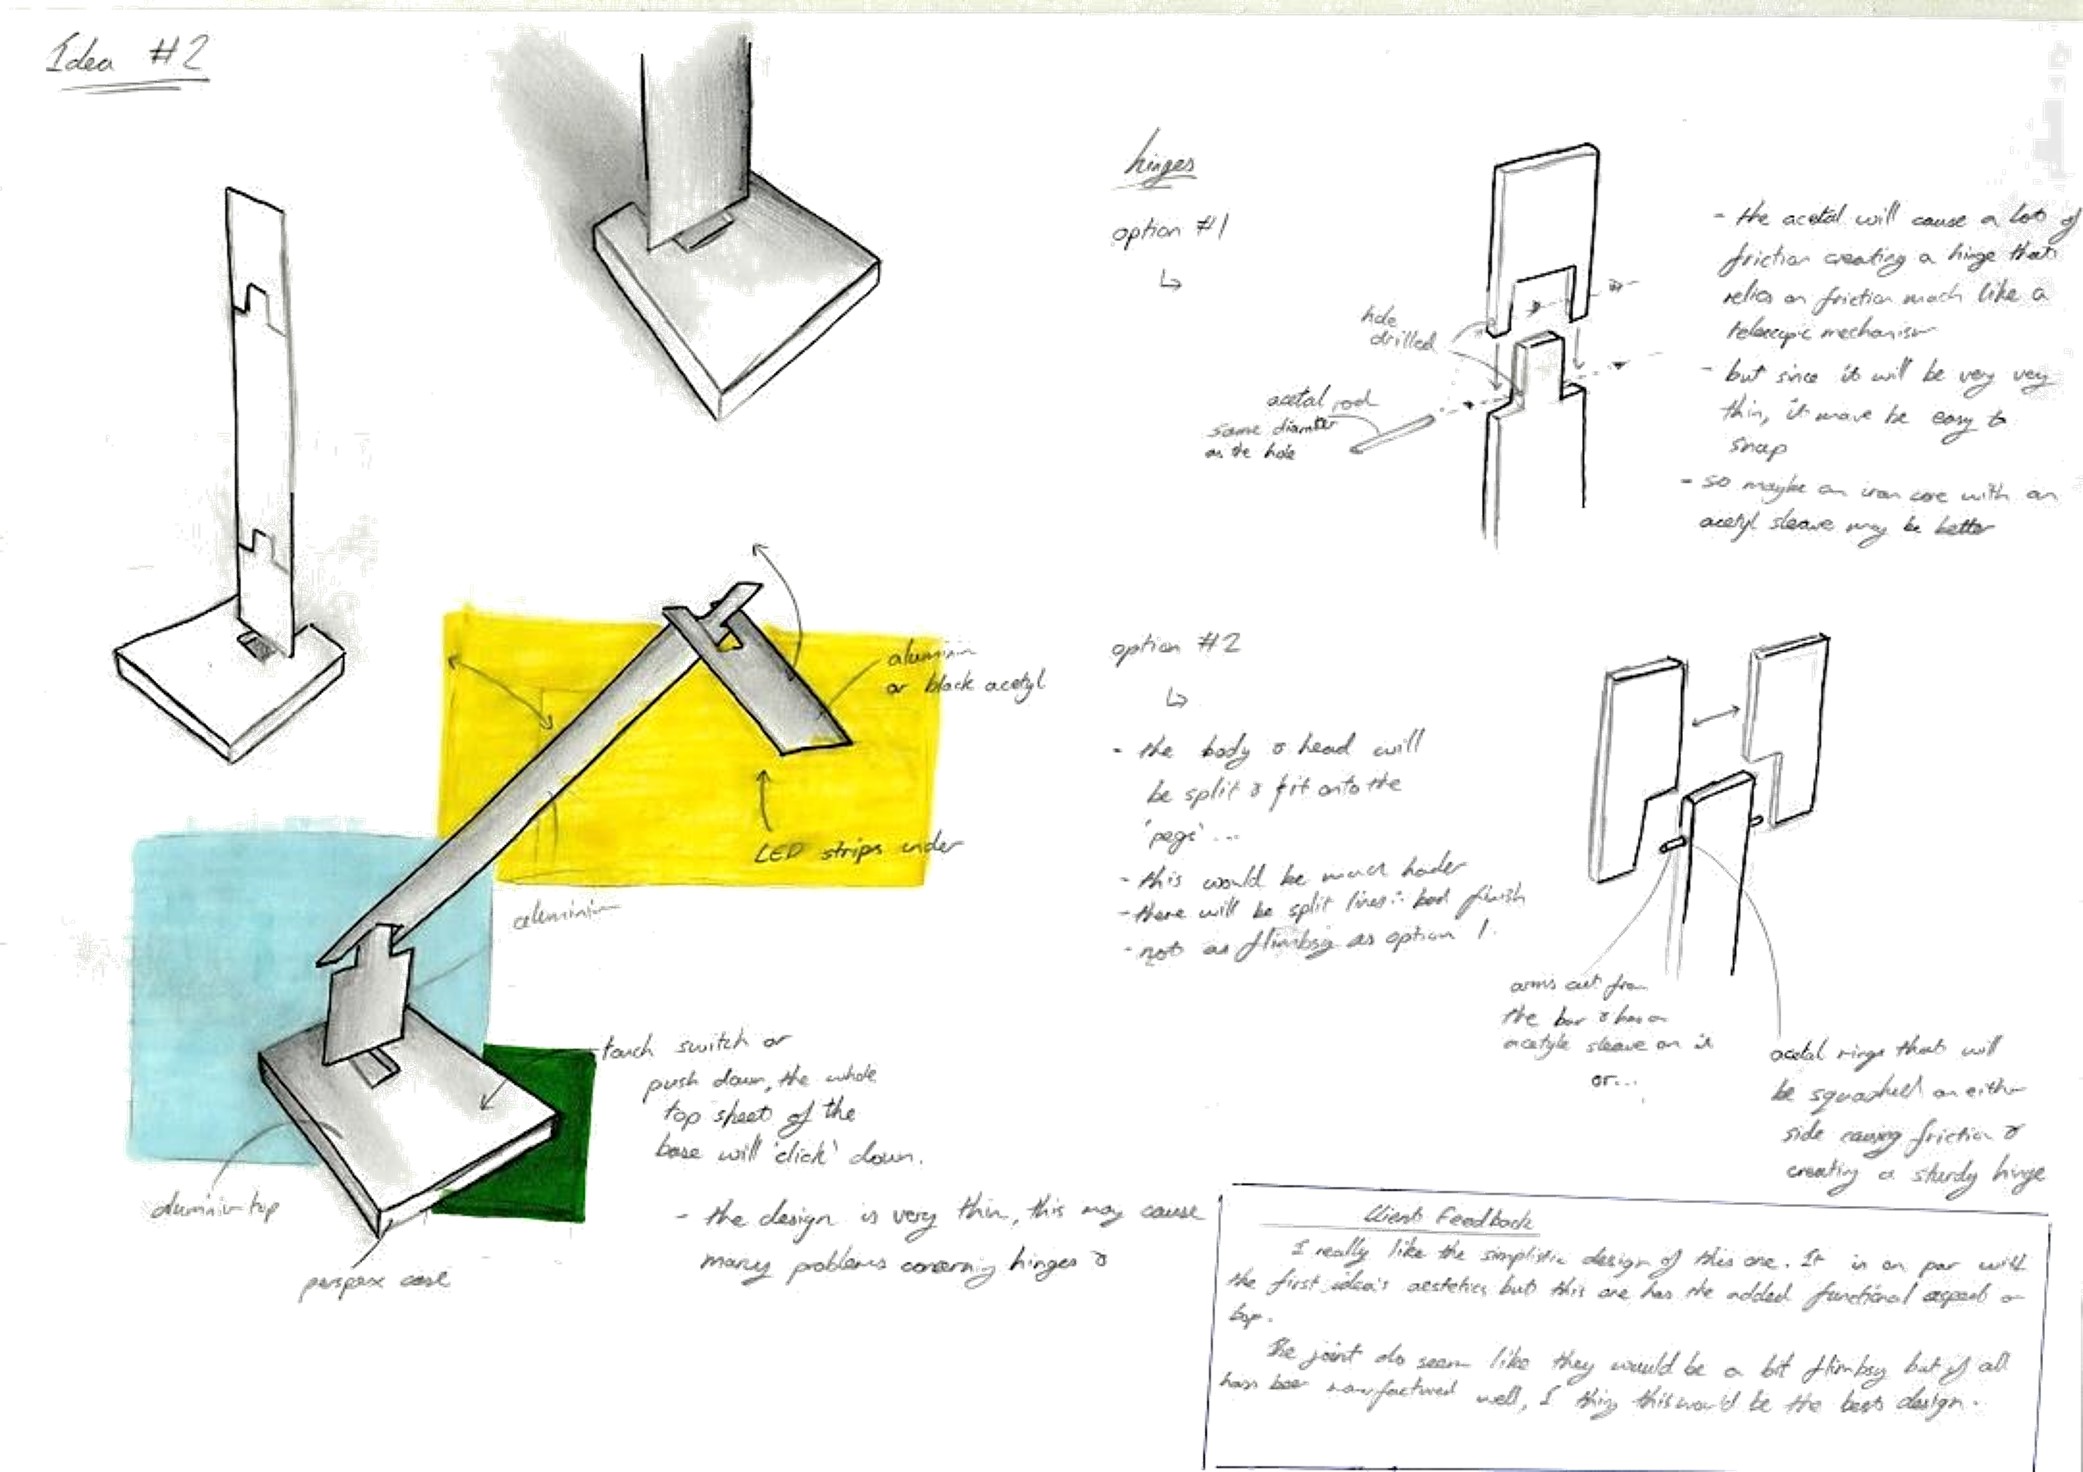 Idea #2
hinges
option #1
hole
drilled
acetal rod
same diamter
as the hole
- the acetal will cause a lot of
friction creating a hinge that
relies on friction much like a
telescopic mechanism
- but since it will be very very
thin, it may be easy to
snap
- so maybe an iron core with an
acetyl sleave may be better
aluminium
or black acetyl
LED strips under
aluminium
touch switch or
push down, the whole
top sheet of the
base will 'click' down.
aluminium top
perspex case
- the design is very thin, this may cause
many problems concerning hinges &
option #2
- the body & head will
be split & fit onto the
'pegs' ...
- this would be much harder
- there will be split lines ∴ bad finish
- not as flimbsy as option 1.
arms cut from
the bar & has a
acetyle sleave on it
or...
acetal rings that will
be squashed on either
side causing friction &
creating a sturdy hinge
Client Feedback
I really like the simplistic design of this one. It is on par with
the first idea's aestetics but this one has the added functional aspect on
top.
The joint do seem like they would be a bit flimbsy but if all
has been manufactured well, I thing this would be the best design.